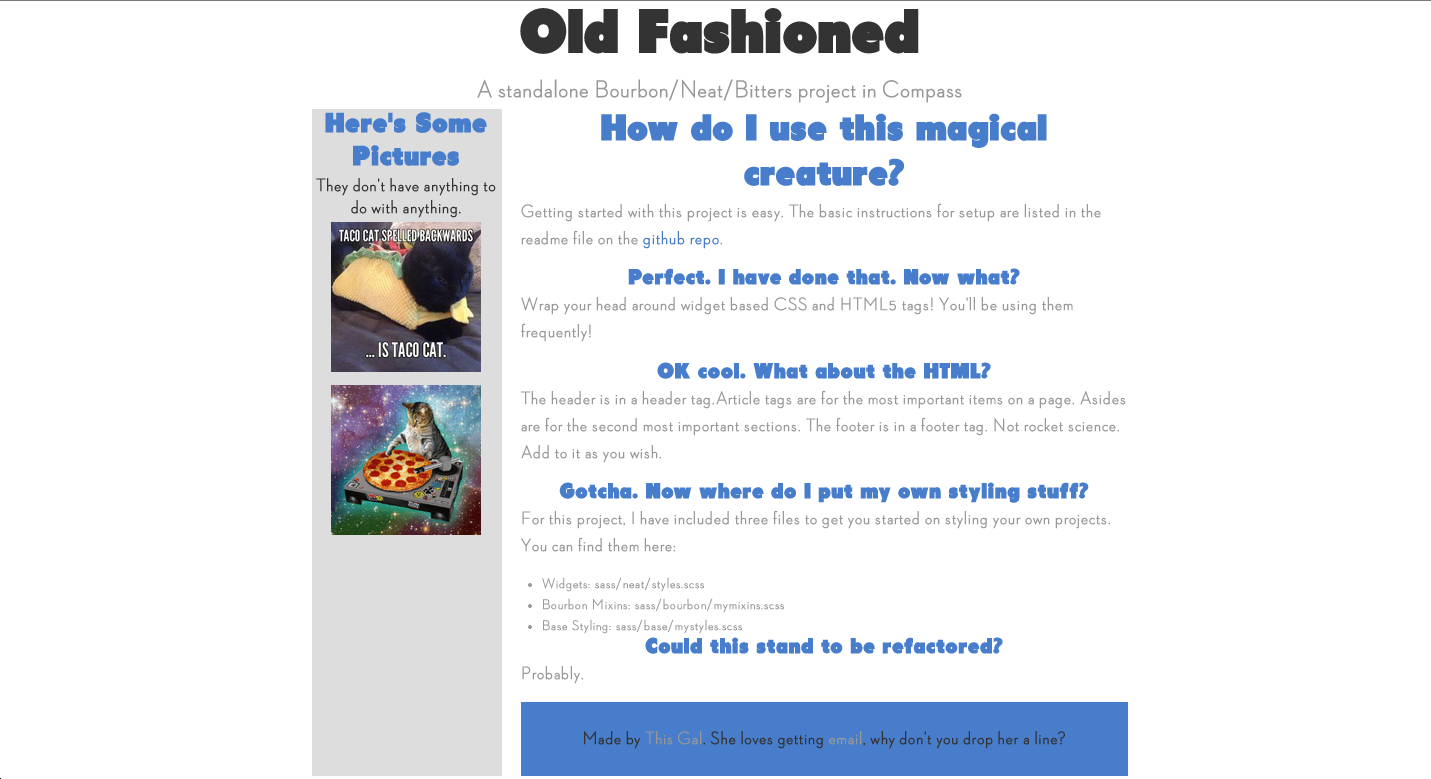 Old Fashioned
A standalone Bourbon/Neat/Bitters project in Compass
Here's Some
Pictures
They don't have anything to
do with anything.
TACO CAT SPELLED BACKWARDS
... IS TACO CAT.
How do I use this magical
creature?
Getting started with this project is easy. The basic instructions for setup are listed in the
readme file on the github repo.
Perfect. I have done that. Now what?
Wrap your head around widget based CSS and HTML5 tags! You'll be using them
frequently!
OK cool. What about the HTML?
The header is in a header tag.Article tags are for the most important items on a page. Asides
are for the second most important sections. The footer is in a footer tag. Not rocket science.
Add to it as you wish.
Gotcha. Now where do I put my own styling stuff?
For this project, I have included three files to get you started on styling your own projects.
You can find them here:
• Widgets: sass/neat/styles.scss
• Bourbon Mixins: sass/bourbon/mymixins.scss
• Base Styling: sass/base/mystyles.scss
Could this stand to be refactored?
Probably.
Made by This Gal. She loves getting email, why don't you drop her a line?